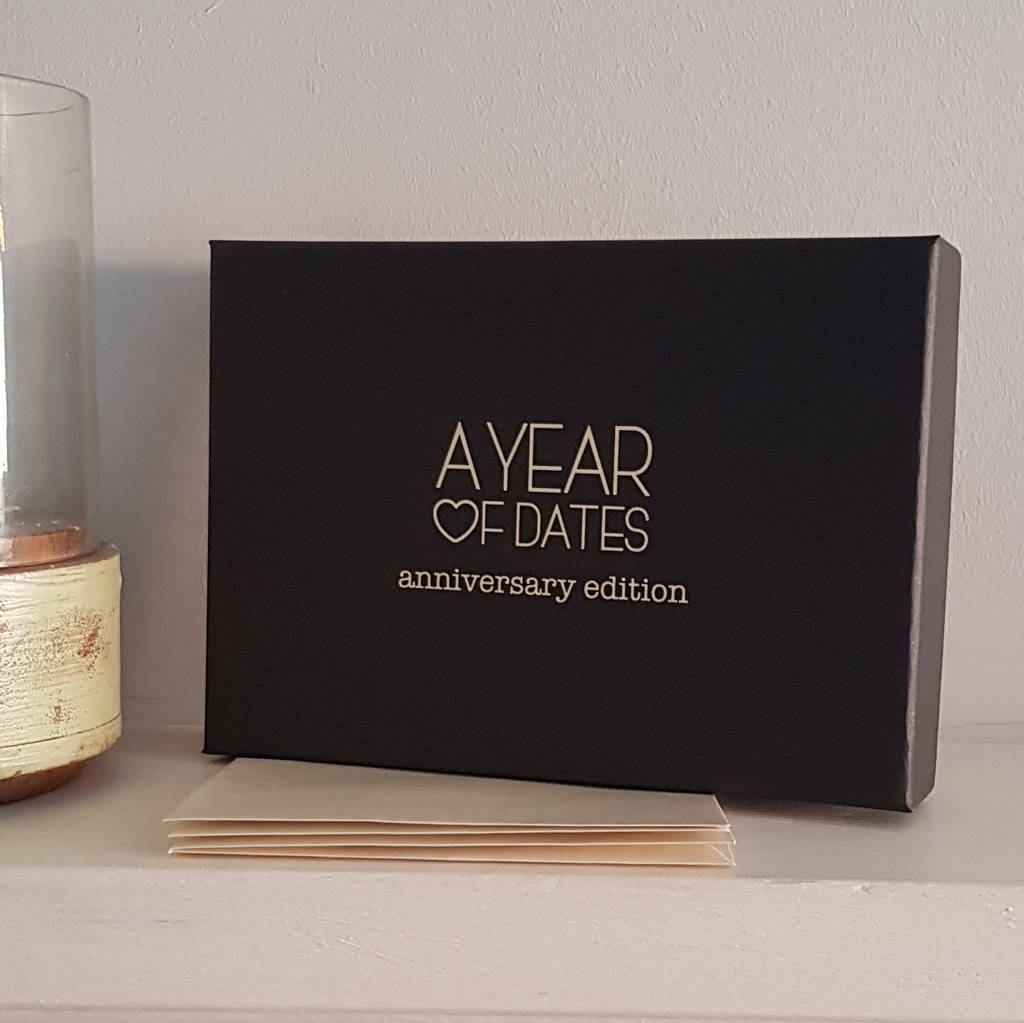 A YEAR
OF DATES
anniversary edition